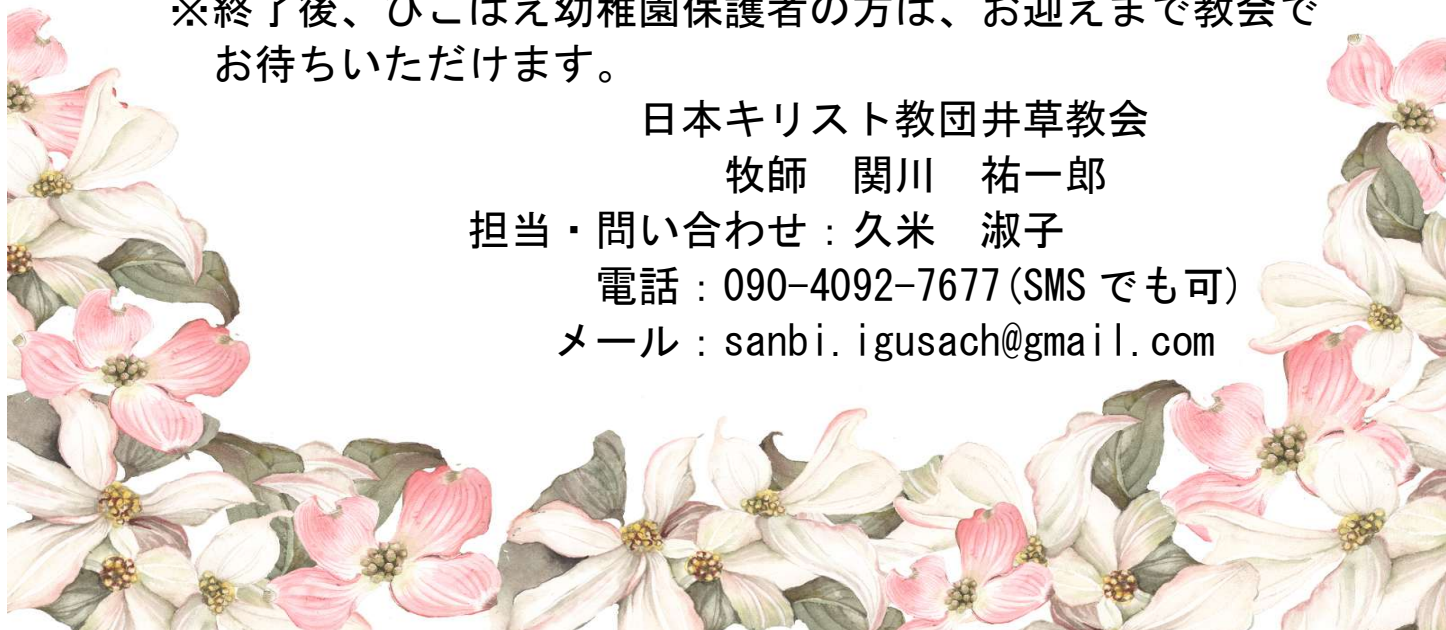 ※終了後、ひこばえ幼稚園保護者の方は、お迎えまで教会で
お待ちいただけます。
日本キリスト教団井草教会
牧師　関川　祐一郎
担当・問い合わせ：久米　淑子
電話：090-4092-7677(SMS でも可)
メール：sanbi.igusach@gmail.com